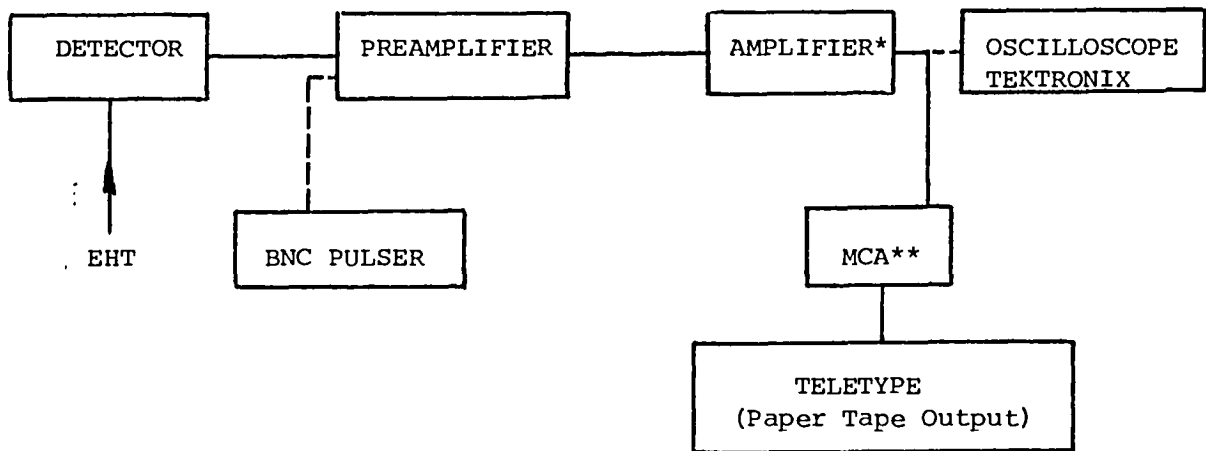 DETECTOR
PREAMPLIFIER
AMPLIFIER*
OSCILLOSCOPE
TEKTRONIX
EHT
BNC PULSER
MCA**
TELETYPE
(Paper Tape Output)